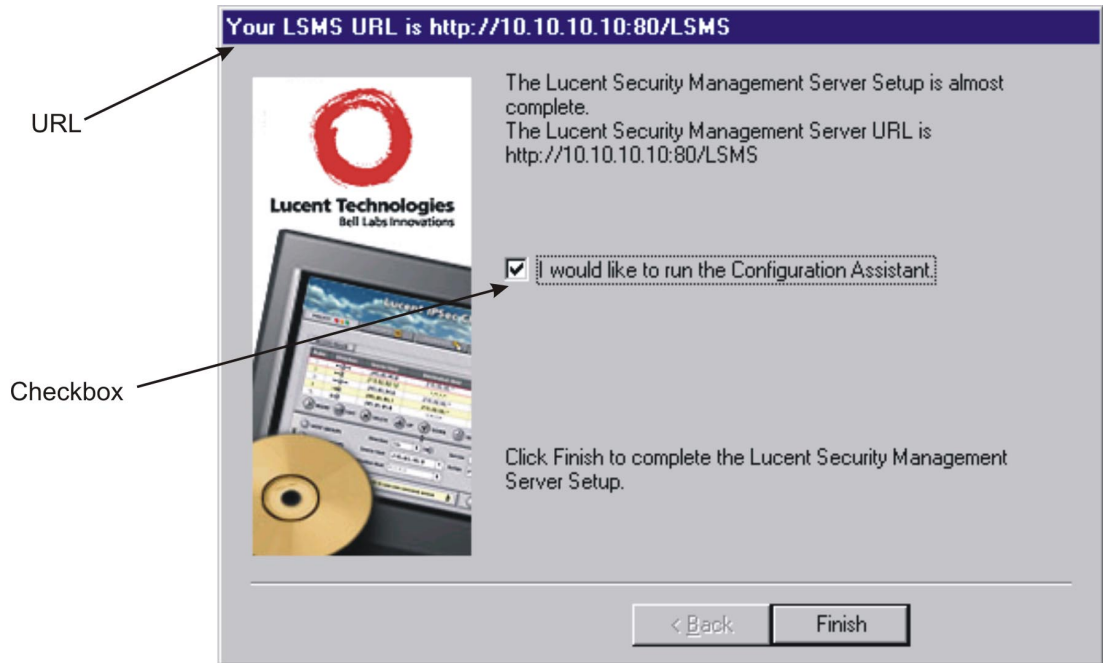 Your LSMS URL is http://10.10.10.10:80/LSMS
URL
Lucent Technologies
Bell Labs Innovations
The Lucent Security Management Server Setup is almost
complete.
The Lucent Security Management Server URL is
http://10.10.10.10:80/LSMS
I would like to run the Configuration Assistant.
Checkbox
Lucent IPSec
Click Finish to complete the Lucent Security Management
Server Setup.
< Back
Finish